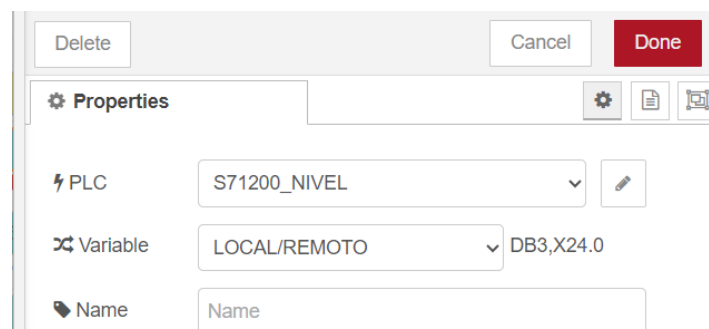 Delete Cancel Done
Properties
PLC S71200_NIVEL
Variable LOCAL/REMOTO DB3,X24.0
Name Name